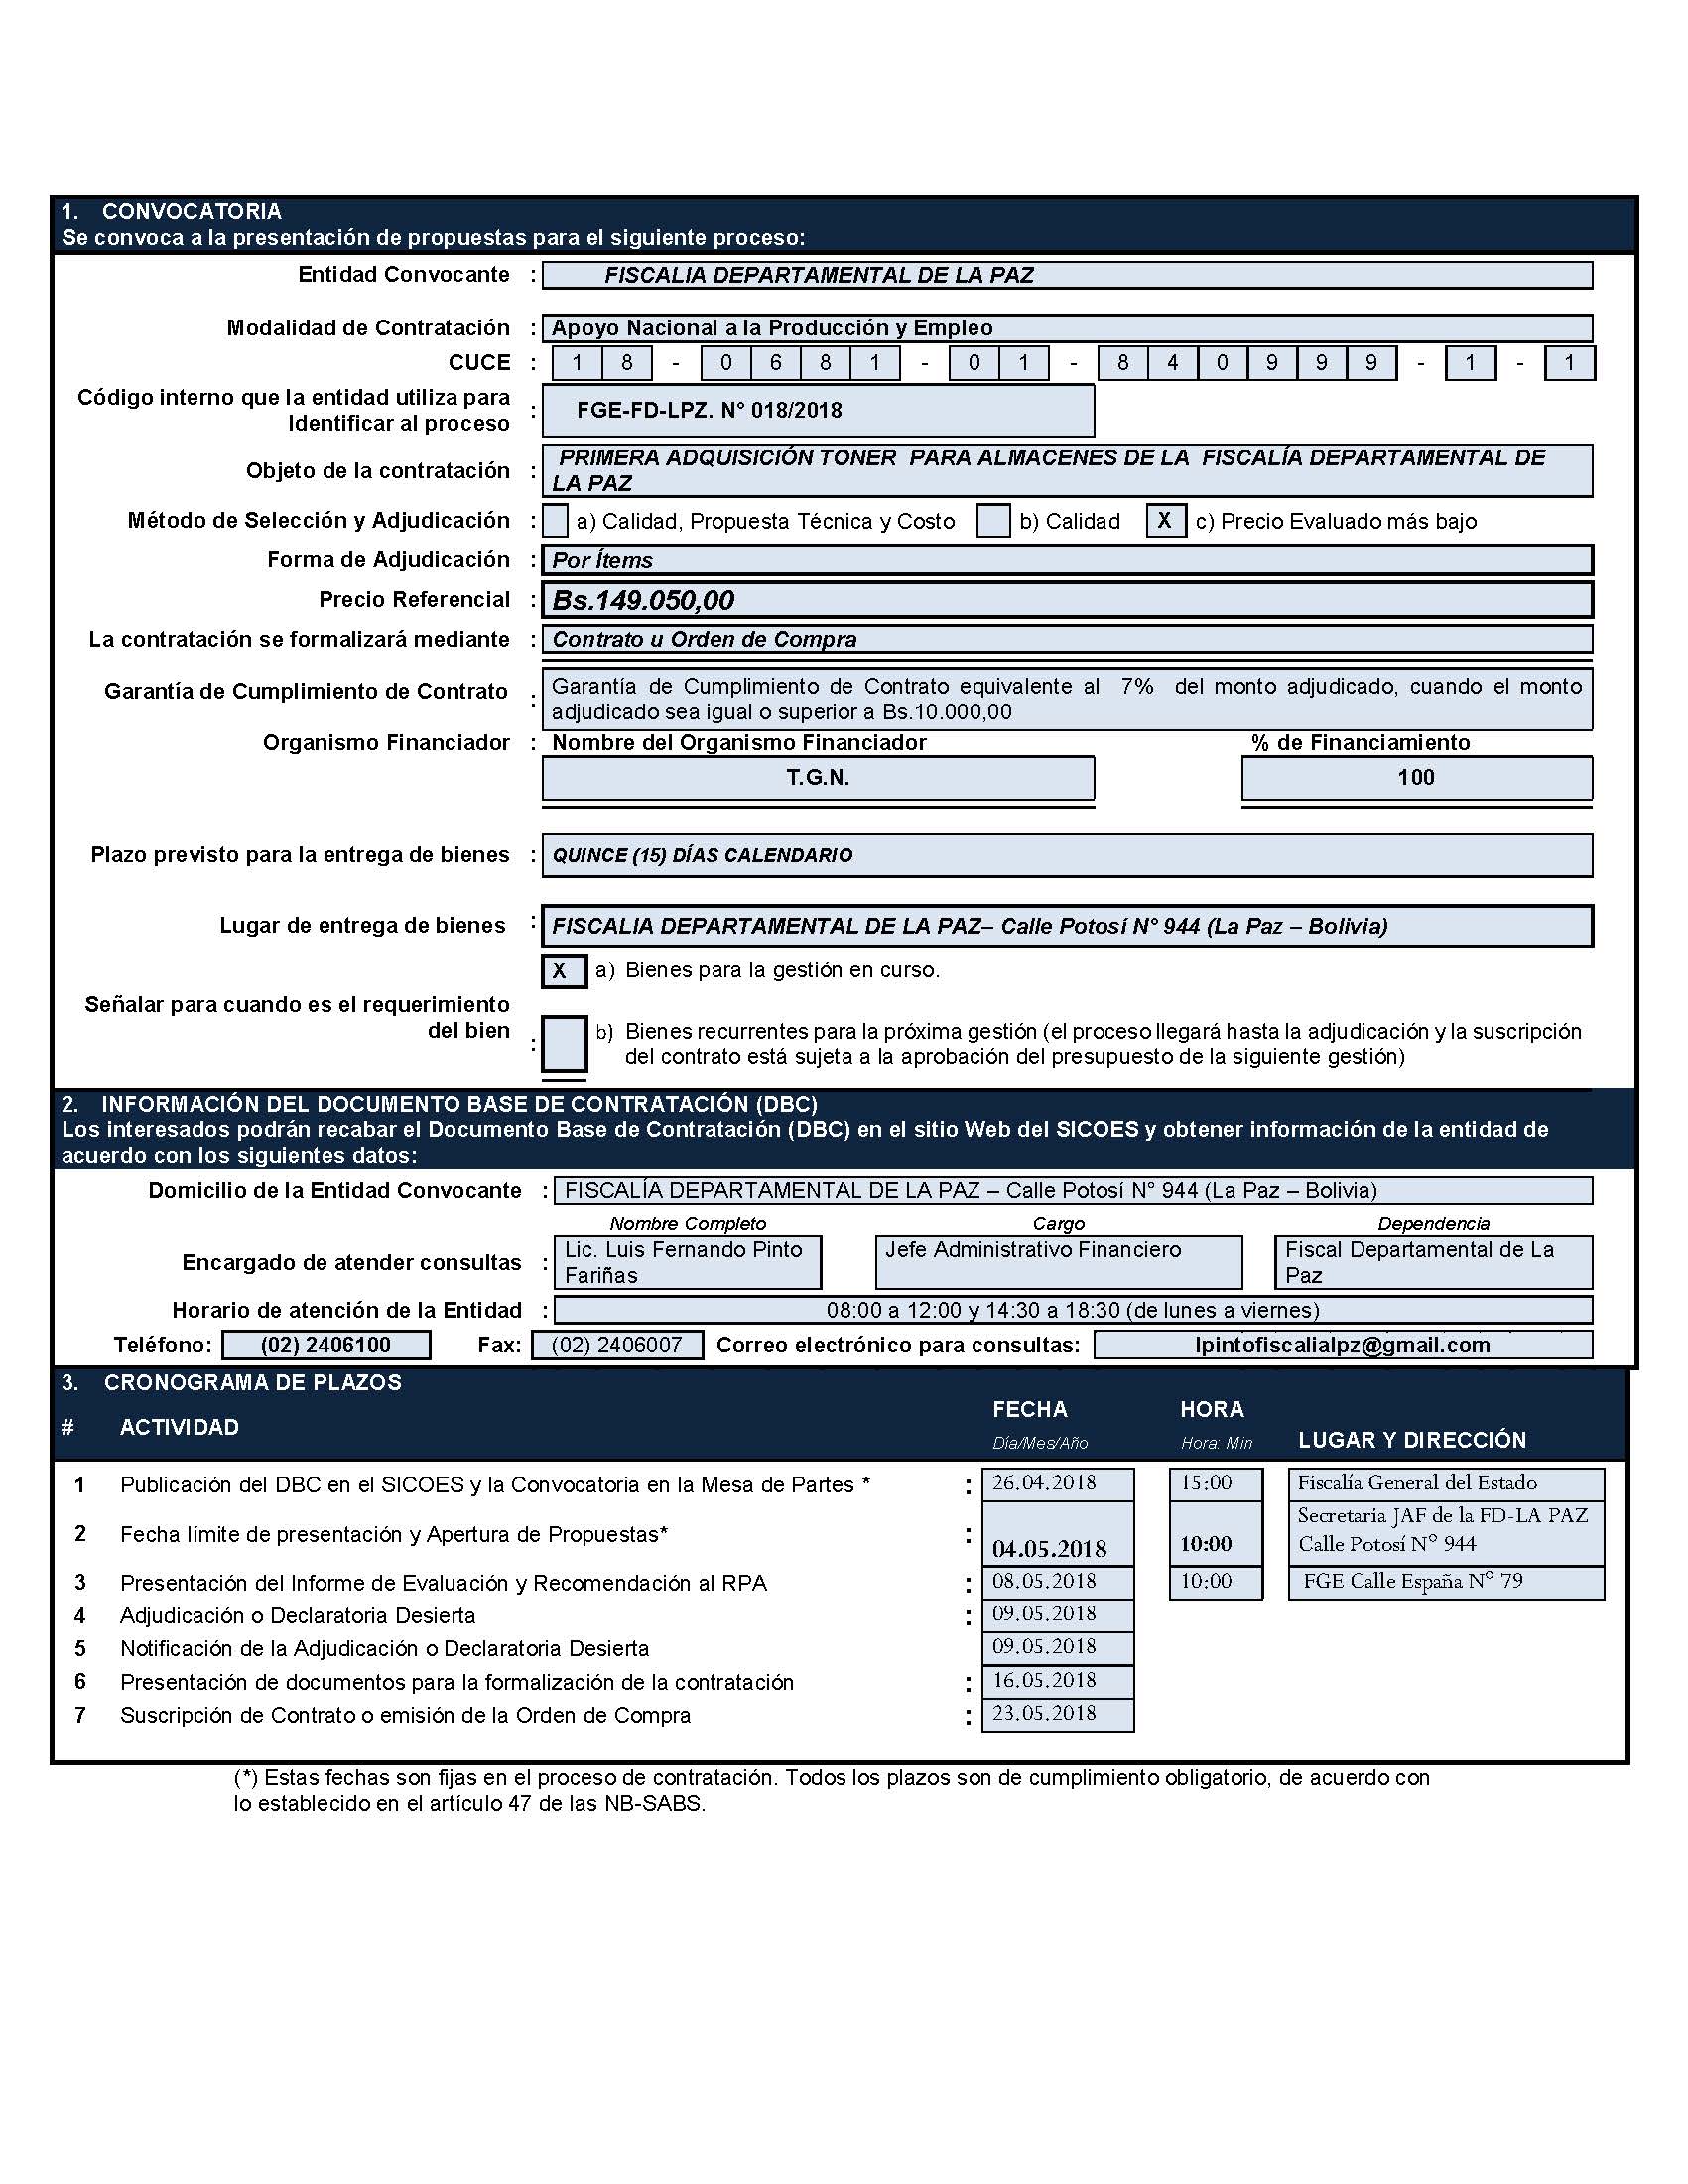 1. CONVOCATORIA
Se convoca a la presentación de propuestas para el siguiente proceso:
Entidad Convocante : FISCALIA DEPARTAMENTAL DE LA PAZ
Modalidad de Contratación : Apoyo Nacional a la Producción y Empleo
CUCE : 1 8 - 0 6 8 1 - 0 1 - 8 4 0 9 9 9 - 1 - 1
Código interno que la entidad utiliza para
Identificar al proceso : FGE-FD-LPZ. N° 018/2018
Objeto de la contratación : PRIMERA ADQUISICIÓN TONER PARA ALMACENES DE LA FISCALÍA DEPARTAMENTAL DE
LA PAZ
Método de Selección y Adjudicación : a) Calidad, Propuesta Técnica y Costo b) Calidad X c) Precio Evaluado más bajo
Forma de Adjudicación : Por Ítems
Precio Referencial : Bs.149.050,00
La contratación se formalizará mediante : Contrato u Orden de Compra
Garantía de Cumplimiento de Contrato : Garantía de Cumplimiento de Contrato equivalente al 7% del monto adjudicado, cuando el monto
adjudicado sea igual o superior a Bs.10.000,00
Organismo Financiador : Nombre del Organismo Financiador % de Financiamiento
T.G.N. 100
Plazo previsto para la entrega de bienes : QUINCE (15) DÍAS CALENDARIO
Lugar de entrega de bienes : FISCALIA DEPARTAMENTAL DE LA PAZ– Calle Potosí N° 944 (La Paz – Bolivia)
X a) Bienes para la gestión en curso.
Señalar para cuando es el requerimiento
del bien : b) Bienes recurrentes para la próxima gestión (el proceso llegará hasta la adjudicación y la suscripción
del contrato está sujeta a la aprobación del presupuesto de la siguiente gestión)
2. INFORMACIÓN DEL DOCUMENTO BASE DE CONTRATACIÓN (DBC)
Los interesados podrán recabar el Documento Base de Contratación (DBC) en el sitio Web del SICOES y obtener información de la entidad de
acuerdo con los siguientes datos:
Domicilio de la Entidad Convocante : FISCALÍA DEPARTAMENTAL DE LA PAZ – Calle Potosí N° 944 (La Paz – Bolivia)
Nombre Completo Cargo Dependencia
Encargado de atender consultas : Lic. Luis Fernando Pinto Jefe Administrativo Financiero Fiscal Departamental de La
Fariñas Paz
Horario de atención de la Entidad : 08:00 a 12:00 y 14:30 a 18:30 (de lunes a viernes)
Teléfono: (02) 2406100 Fax: (02) 2406007 Correo electrónico para consultas: lpintofiscalialpz@gmail.com
3. CRONOGRAMA DE PLAZOS
# ACTIVIDAD FECHA HORA
Día/Mes/Año Hora: Min LUGAR Y DIRECCIÓN
1 Publicación del DBC en el SICOES y la Convocatoria en la Mesa de Partes * : 26.04.2018 15:00 Fiscalía General del Estado
2 Fecha límite de presentación y Apertura de Propuestas* : 04.05.2018 10:00 Secretaria JAF de la FD-LA PAZ
Calle Potosí N° 944
3 Presentación del Informe de Evaluación y Recomendación al RPA : 08.05.2018 10:00 FGE Calle España N° 79
4 Adjudicación o Declaratoria Desierta : 09.05.2018
5 Notificación de la Adjudicación o Declaratoria Desierta 09.05.2018
6 Presentación de documentos para la formalización de la contratación : 16.05.2018
7 Suscripción de Contrato o emisión de la Orden de Compra : 23.05.2018
(*) Estas fechas son fijas en el proceso de contratación. Todos los plazos son de cumplimiento obligatorio, de acuerdo con
lo establecido en el artículo 47 de las NB-SABS.